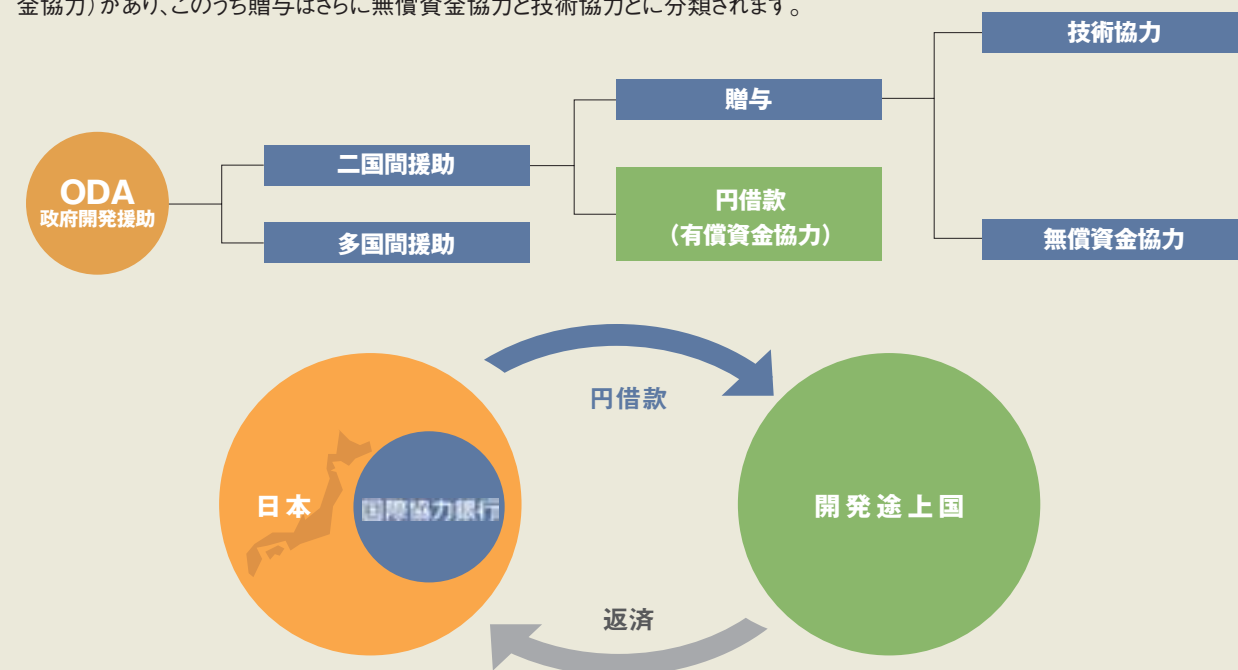 金協力）があり、このうち贈与はさらに無償資金協力と技術協力とに分類されます。
技術協力
贈与
二国間援助
ODA
政府開発援助
円借款
（有償資金協力）
多国間援助
無償資金協力
円借款
日本
国際協力銀行
開発途上国
返済